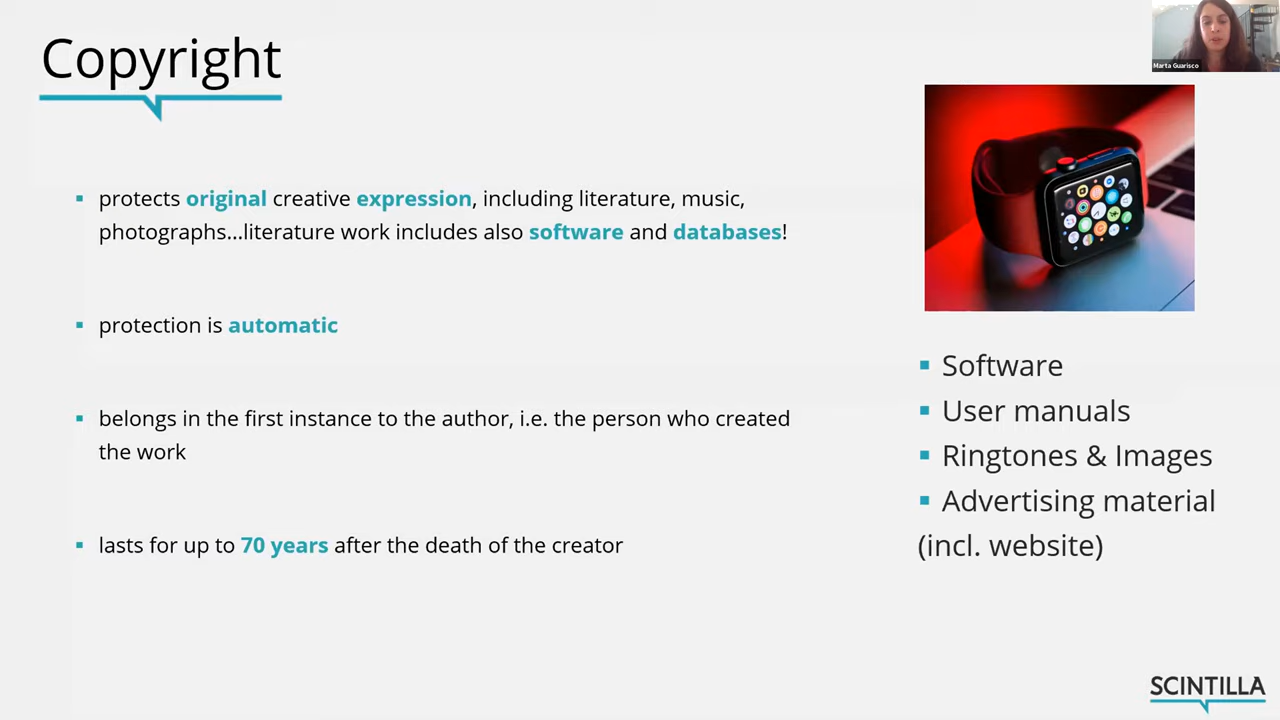 Copyright
Marta Guarisco
▪ protects original creative expression, including literature, music,
photographs...literature work includes also software and databases!
▪ protection is automatic
▪ belongs in the first instance to the author, i.e. the person who created
the work
▪ lasts for up to 70 years after the death of the creator
▪ Software
▪ User manuals
▪ Ringtones & Images
▪ Advertising material
(incl. website)
SCINTILLA